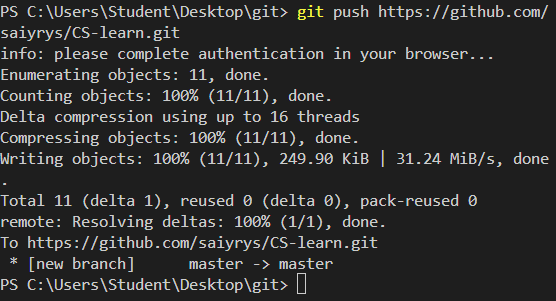 PS C:\Users\Student\Desktop\git> git push https://github.com/
saiyrys/CS-learn.git
info: please complete authentication in your browser...
Enumerating objects: 11, done.
Counting objects: 100% (11/11), done.
Delta compression using up to 16 threads
Compressing objects: 100% (11/11), done.
Writing objects: 100% (11/11), 249.90 KiB | 31.24 MiB/s, done
.
Total 11 (delta 1), reused 0 (delta 0), pack-reused 0
remote: Resolving deltas: 100% (1/1), done.
To https://github.com/saiyrys/CS-learn.git
 * [new branch]      master -> master
PS C:\Users\Student\Desktop\git>